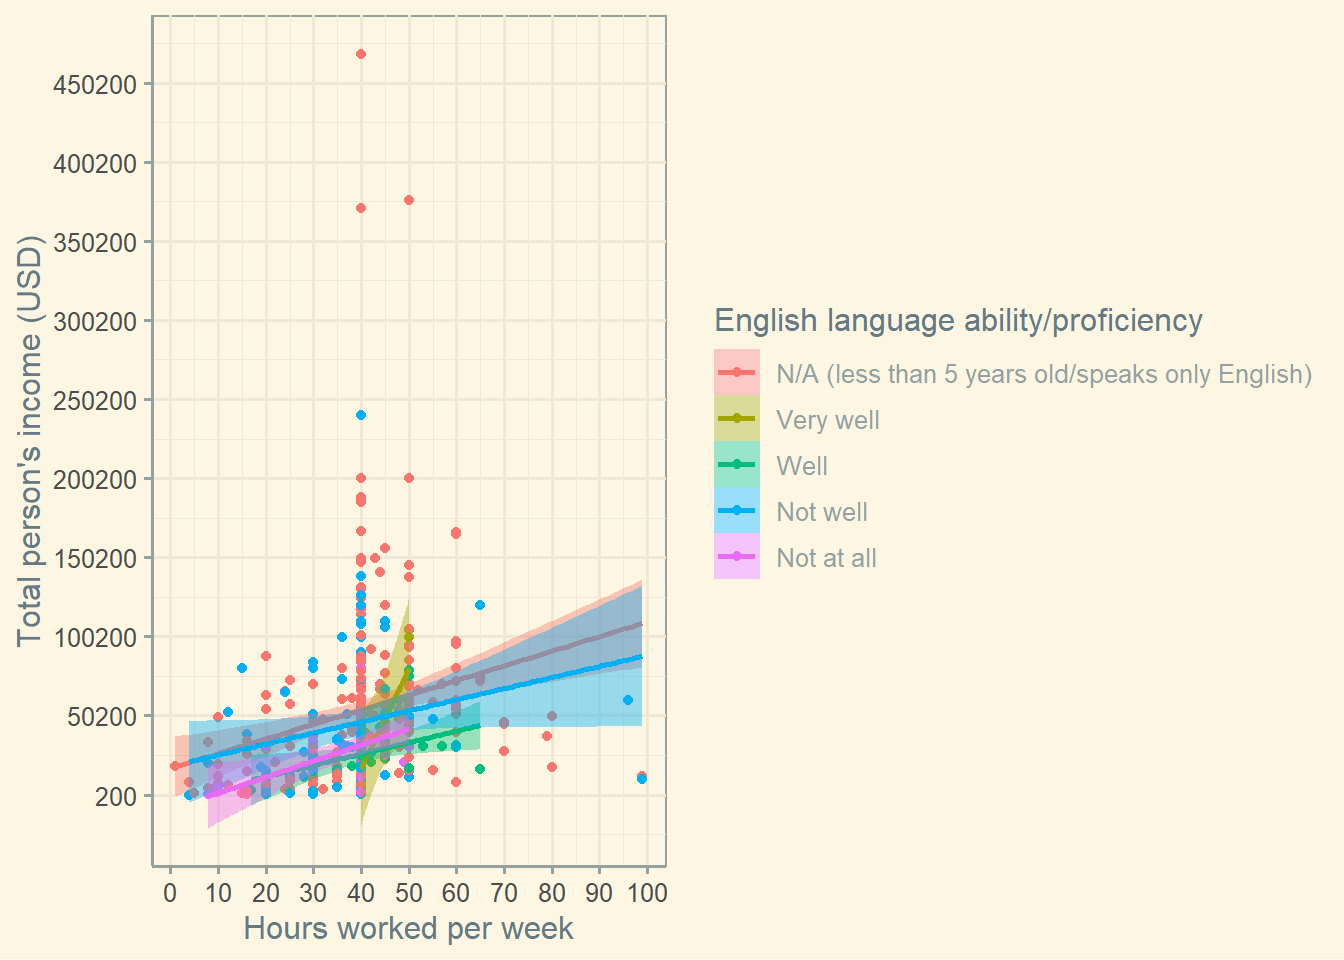 450200
400200
350200
300200
250200
200200
150200
100200
50200
200
Total person's income (USD)
0 10 20 30 40 50 60 70 80 90 100
Hours worked per week
English language ability/proficiency
N/A (less than 5 years old/speaks only English)
Very well
Well
Not well
Not at all